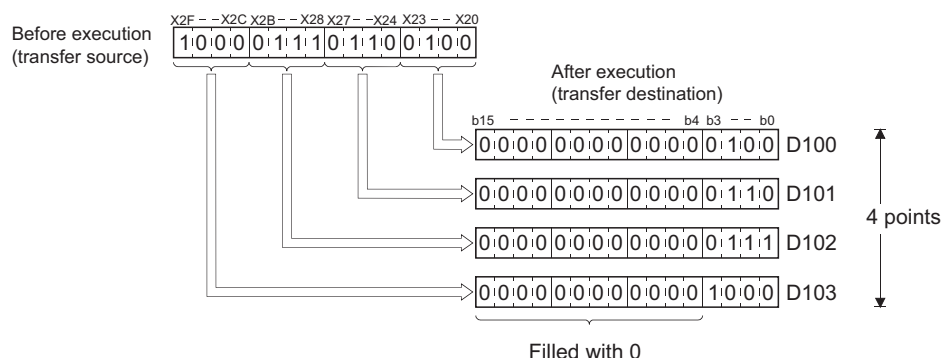 X2F - - X2C X2B - - X28 X27 - - X24 X23 - - X20
Before execution
(transfer source)
1 0 0 0 0 1 1 1 0 1 1 0 0 1 0 0
After execution
(transfer destination)
b15 - - - - - - - - - - - - b4 b3 - - b0
0 0 0 0 0 0 0 0 0 0 0 0 0 1 0 0 D100
0 0 0 0 0 0 0 0 0 0 0 0 0 1 1 0 D101
4 points
0 0 0 0 0 0 0 0 0 0 0 0 0 1 1 1 D102
0 0 0 0 0 0 0 0 0 0 0 0 1 0 0 0 D103
Filled with 0